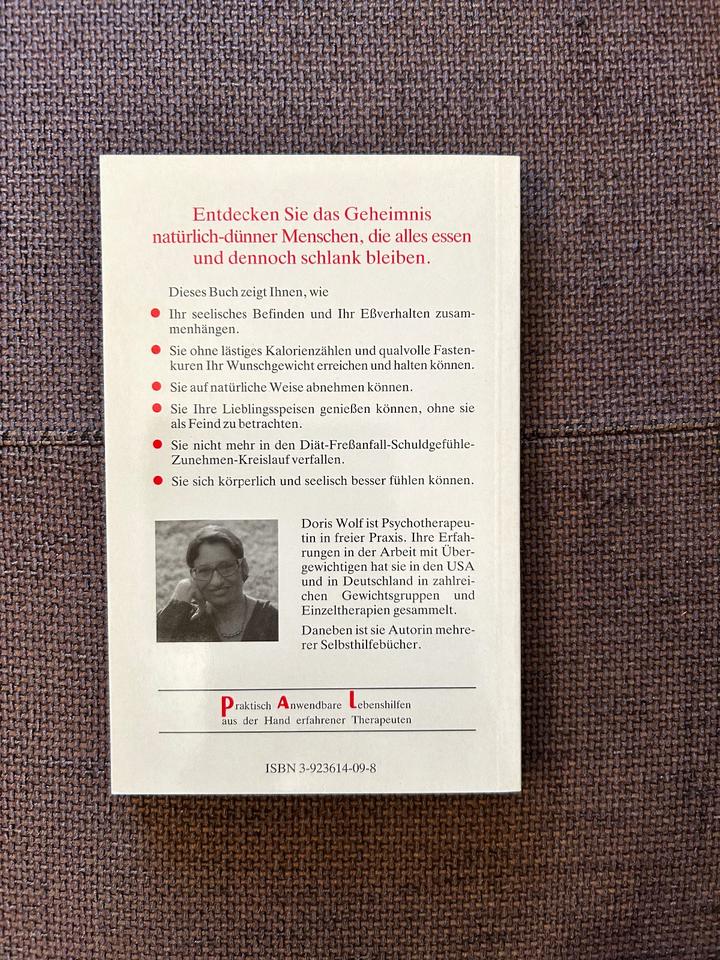 Entdecken Sie das Geheimnis
natürlich-dünner Menschen, die alles essen
und dennoch schlank bleiben.
Dieses Buch zeigt Ihnen, wie
● Ihr seelisches Befinden und Ihr Eßverhalten zusam-
menhängen.
● Sie ohne lästiges Kalorienzählen und qualvolle Fasten-
kuren Ihr Wunschgewicht erreichen und halten können.
● Sie auf natürliche Weise abnehmen können.
● Sie Ihre Lieblingsspeisen genießen können, ohne sie
als Feind zu betrachten.
● Sie nicht mehr in den Diät-Freßanfall-Schuldgefühle-
Zunehmen-Kreislauf verfallen.
● Sie sich körperlich und seelisch besser fühlen können.
Doris Wolf ist Psychotherapeu-
tin in freier Praxis. Ihre Erfah-
rungen in der Arbeit mit Über-
gewichtigen hat sie in den USA
und in Deutschland in zahlrei-
chen Gewichtsgruppen und
Einzeltherapien gesammelt.
Daneben ist sie Autorin mehre-
rer Selbsthilfebücher.
Praktisch Anwendbare Lebenshilfen
aus der Hand erfahrener Therapeuten
ISBN 3-923614-09-8